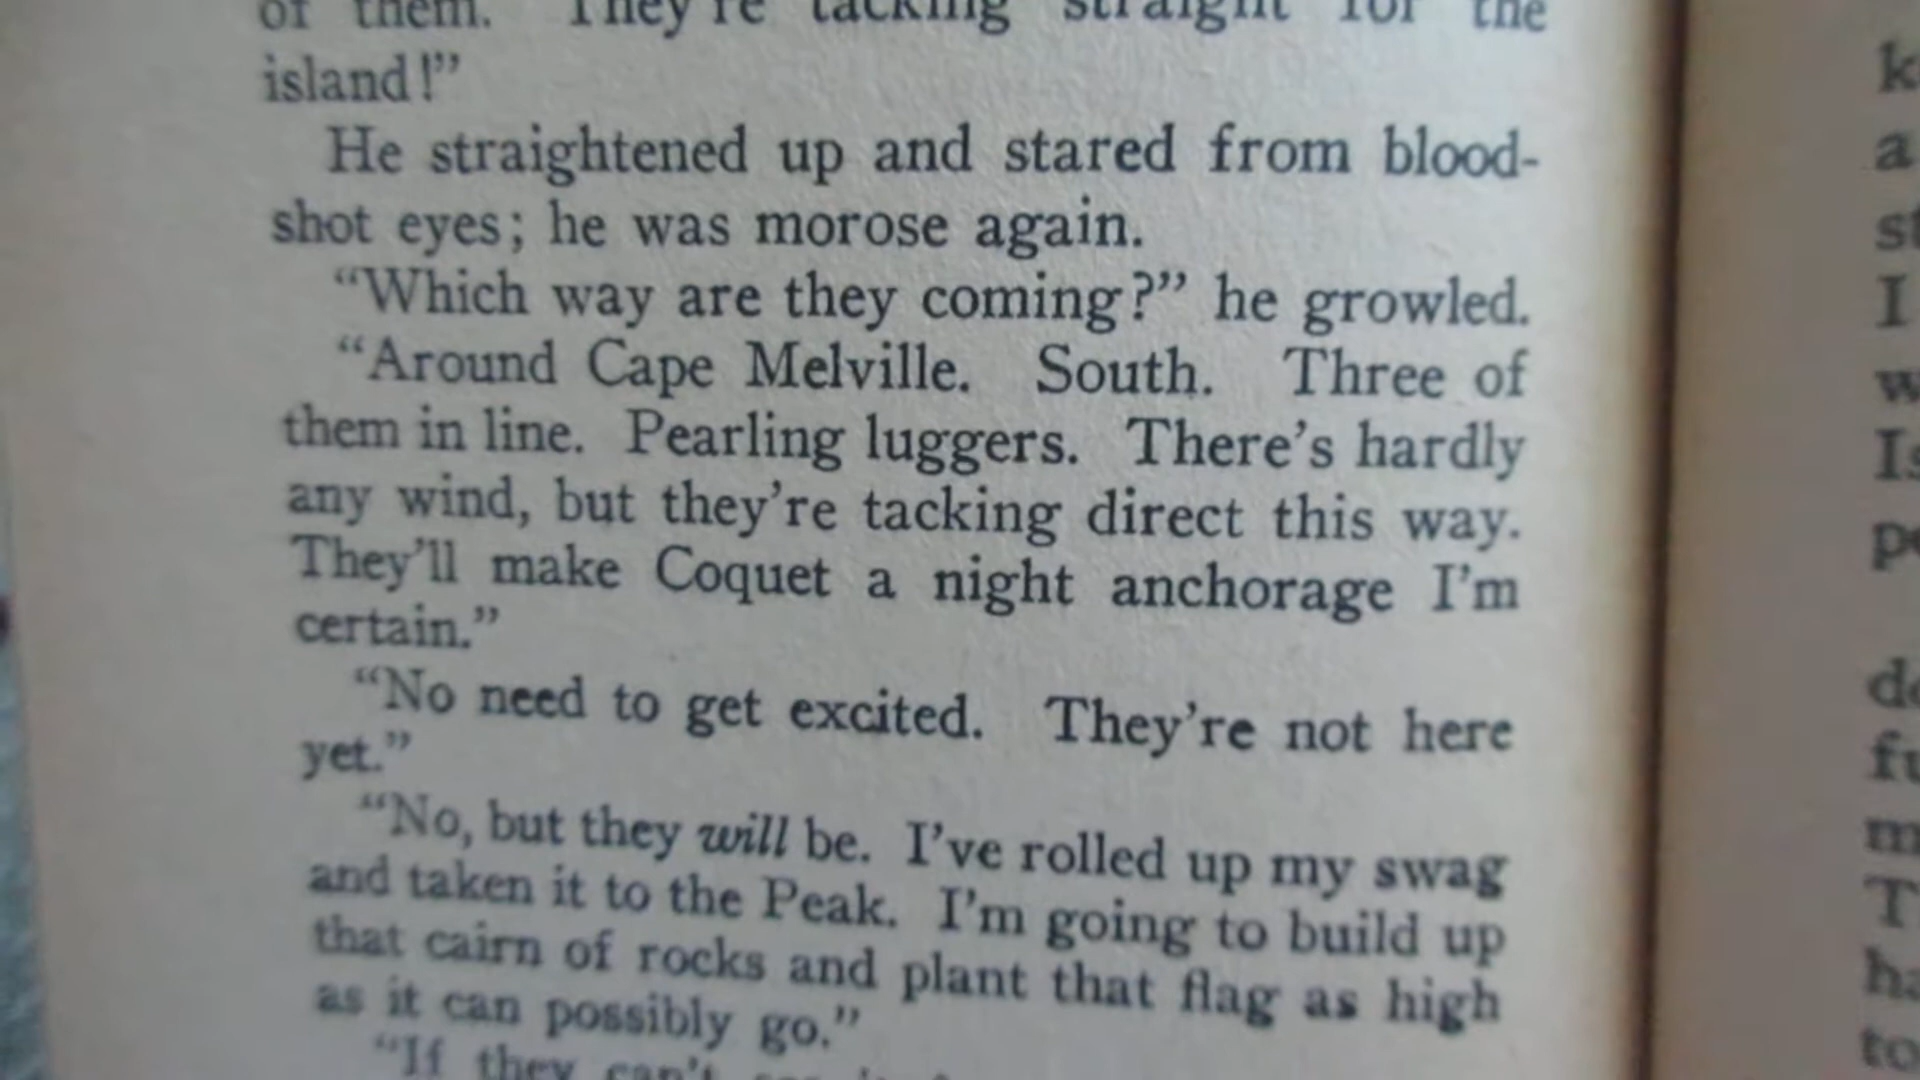 of them. They're tacking straight for the
island!”
He straightened up and stared from blood-
shot eyes; he was morose again.
“Which way are they coming?” he growled.
“Around Cape Melville. South. Three of
them in line. Pearling luggers. There’s hardly
any wind, but they’re tacking direct this way.
They’ll make Coquet a night anchorage I’m
certain.”
“No need to get excited. They’re not here
yet.”
“No, but they will be. I’ve rolled up my swag
and taken it to the Peak. I’m going to build up
that cairn of rocks and plant that flag as high
as it can possibly go.”
“If they can't